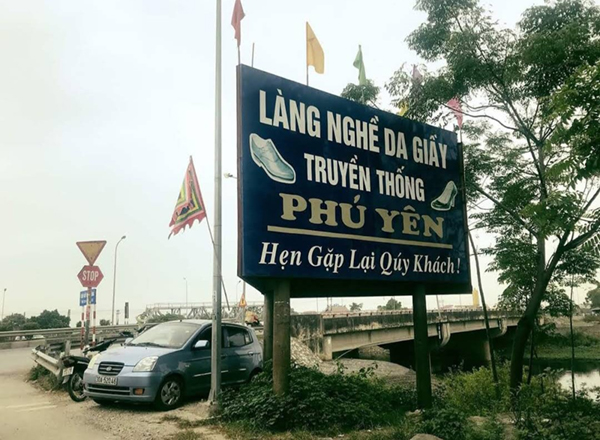 LÀNG NGHỀ DA GIẦY
TRUYỀN THỐNG
PHÚ YÊN
Hẹn Gặp Lại Qúy Khách!
STOP